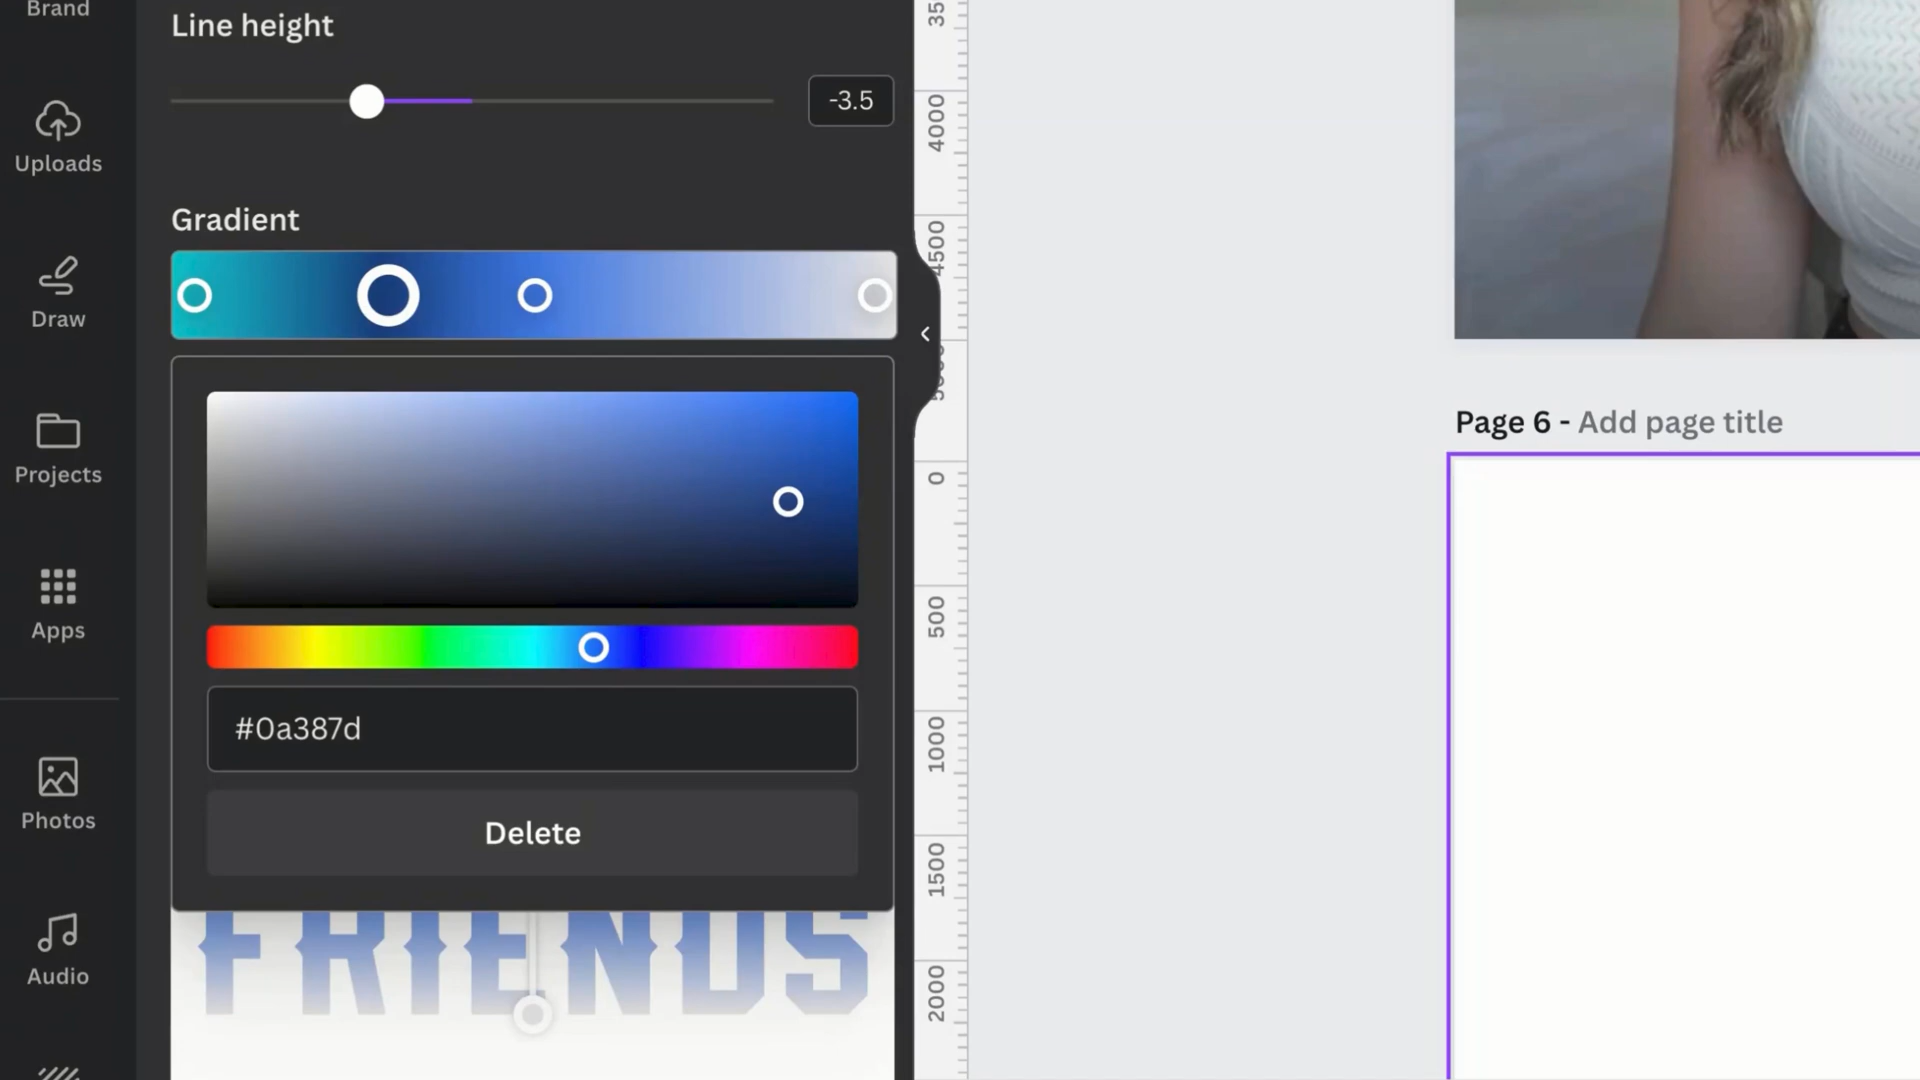 Brand
Line height
-3.5
Uploads
Gradient
Draw
Projects
#0a387d
Apps
Delete
Photos
FRIENDS
Audio
4000
4500
0
500
1000
1500
2000
Page 6 - Add page title